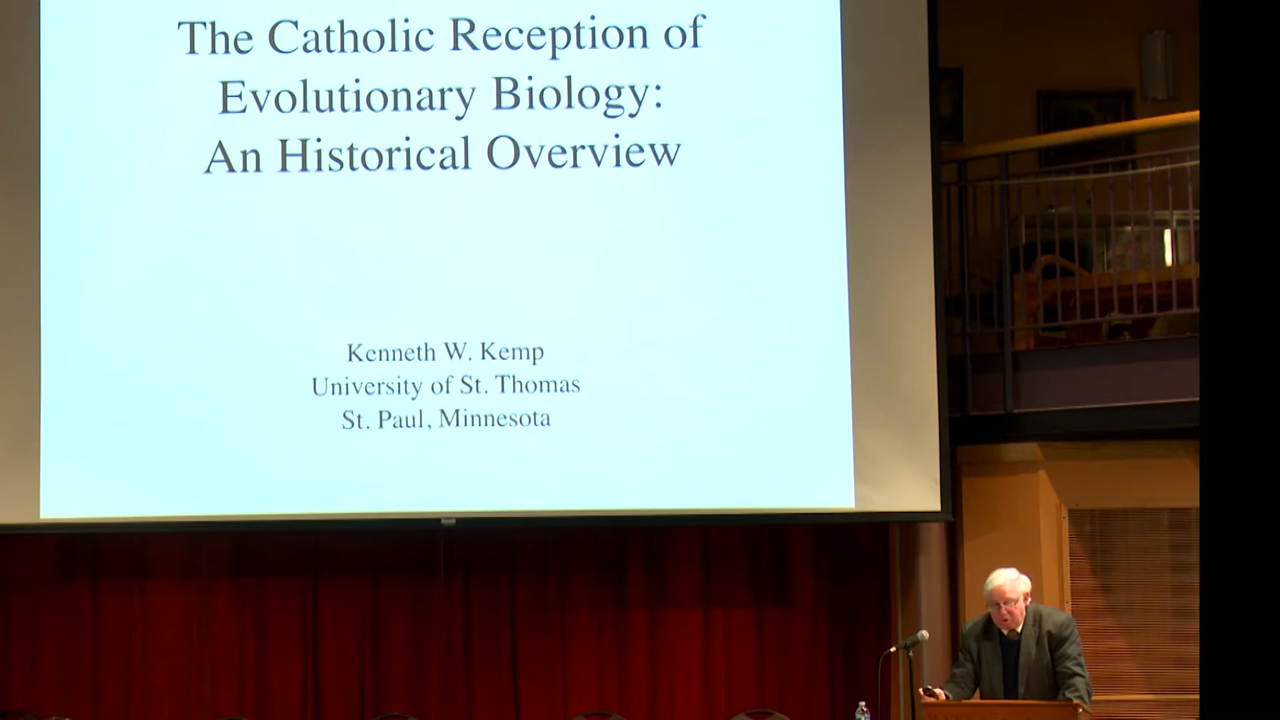 The Catholic Reception of
Evolutionary Biology:
An Historical Overview
Kenneth W. Kemp
University of St. Thomas
St. Paul, Minnesota